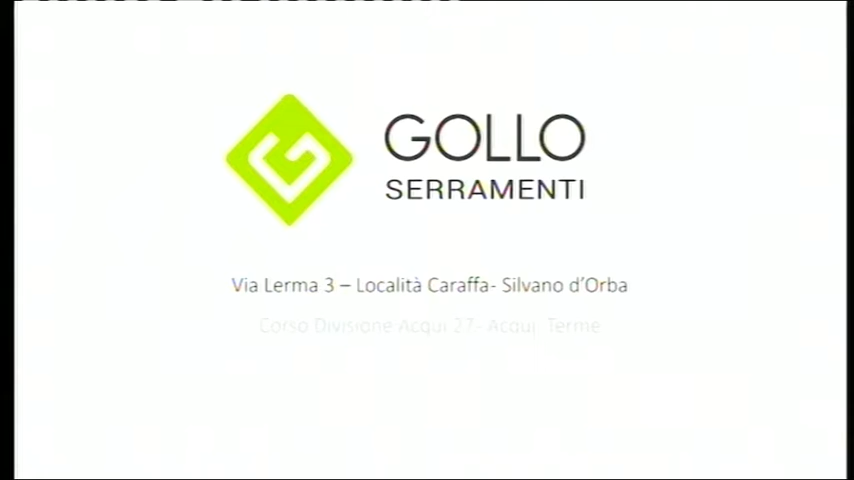 GOLLO
SERRAMENTI
Via Lerma 3 – Località Caraffa- Silvano d'Orba
Corso Divisione Acqui 27- Acqui Terme